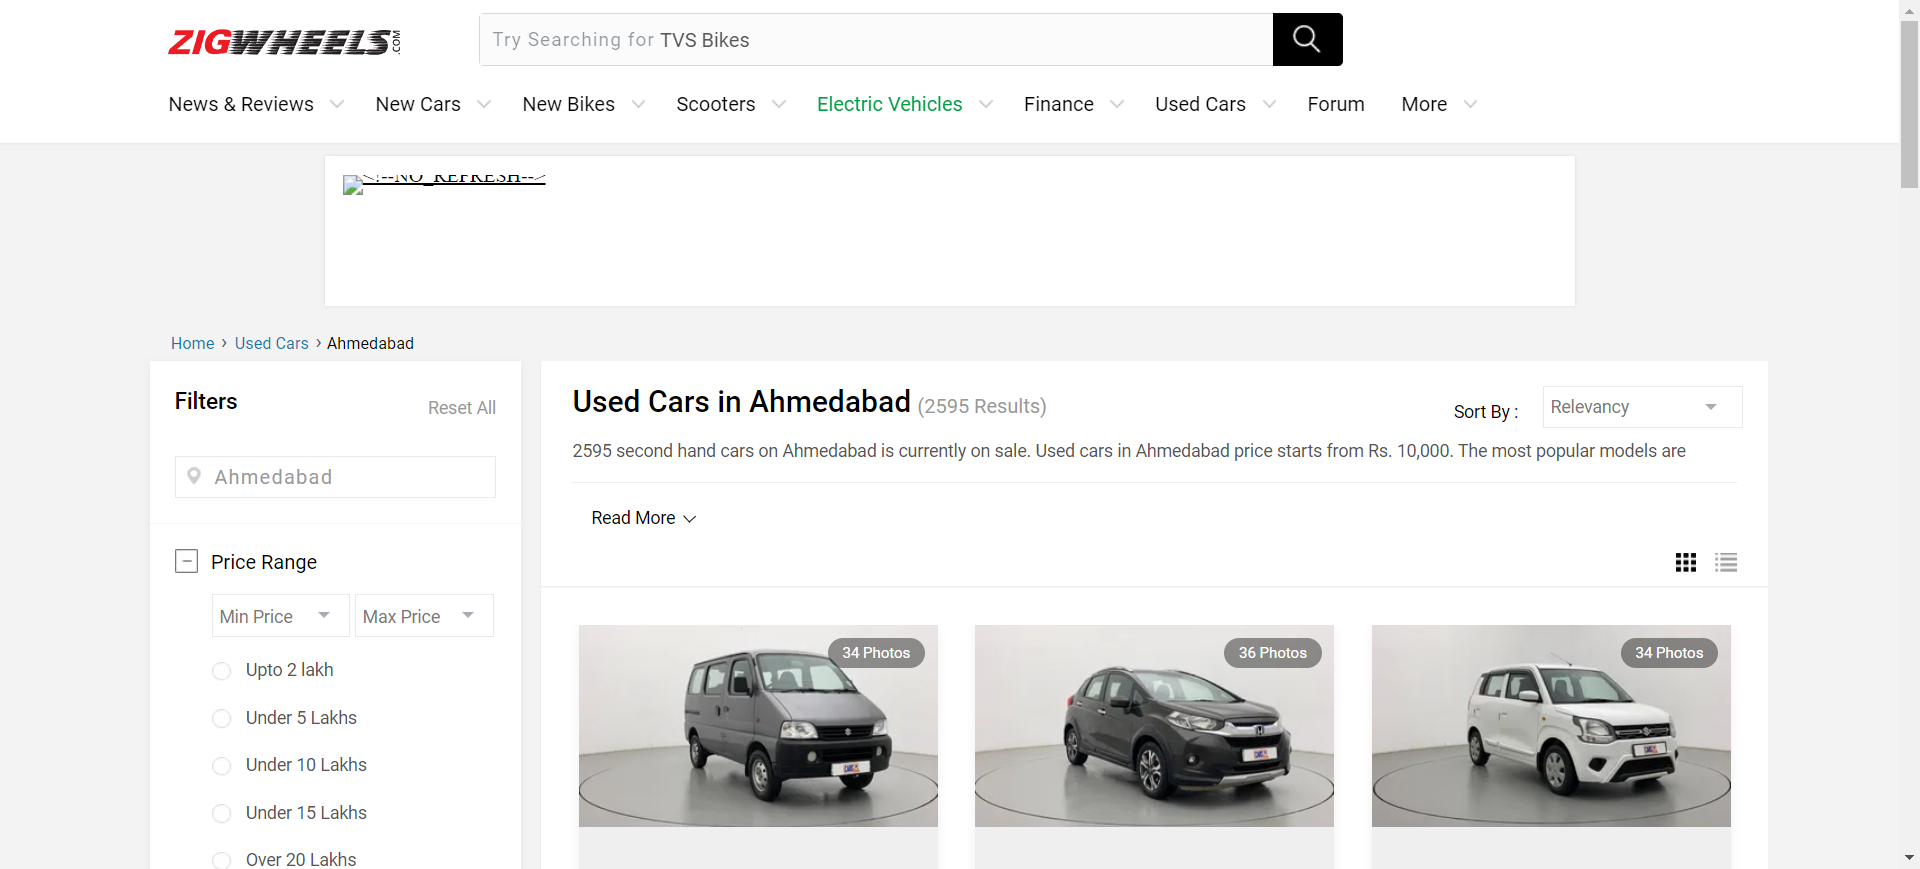 ZIGWHEELS.COM
Try Searching for TVS Bikes
News & Reviews New Cars New Bikes Scooters Electric Vehicles Finance Used Cars Forum More
<!--NO_REFRESH-->
Home › Used Cars › Ahmedabad
Filters
Reset All
Ahmedabad
Price Range
Min Price Max Price
Upto 2 lakh
Under 5 Lakhs
Under 10 Lakhs
Under 15 Lakhs
Over 20 Lakhs
Used Cars in Ahmedabad (2595 Results)
Sort By : Relevancy
2595 second hand cars on Ahmedabad is currently on sale. Used cars in Ahmedabad price starts from Rs. 10,000. The most popular models are
Read More
34 Photos
36 Photos
34 Photos